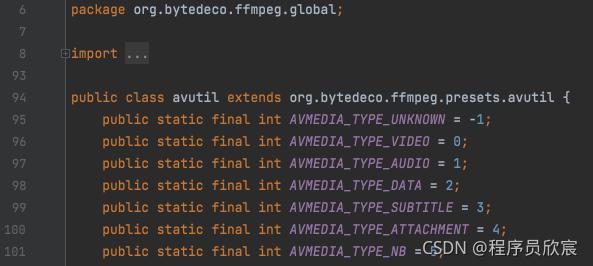 6 package org.bytedeco.ffmpeg.global;
7
8 import ...
93
94 public class avutil extends org.bytedeco.ffmpeg.presets.avutil {
95 public static final int AVMEDIA_TYPE_UNKNOWN = -1;
96 public static final int AVMEDIA_TYPE_VIDEO = 0;
97 public static final int AVMEDIA_TYPE_AUDIO = 1;
98 public static final int AVMEDIA_TYPE_DATA = 2;
99 public static final int AVMEDIA_TYPE_SUBTITLE = 3;
100 public static final int AVMEDIA_TYPE_ATTACHMENT = 4;
101 public static final int AVMEDIA_TYPE_NB =
CSDN @程序员欣宸